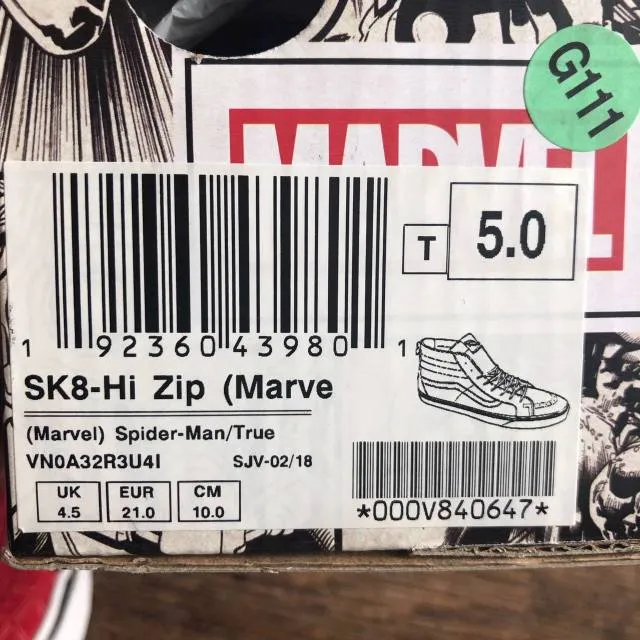 G111
MARVEL
T 5.0
1 92360 43980 1
SK8-Hi Zip (Marve
(Marvel) Spider-Man/True
VN0A32R3U4I SJV-02/18
UK EUR CM
4.5 21.0 10.0
*000V840647*